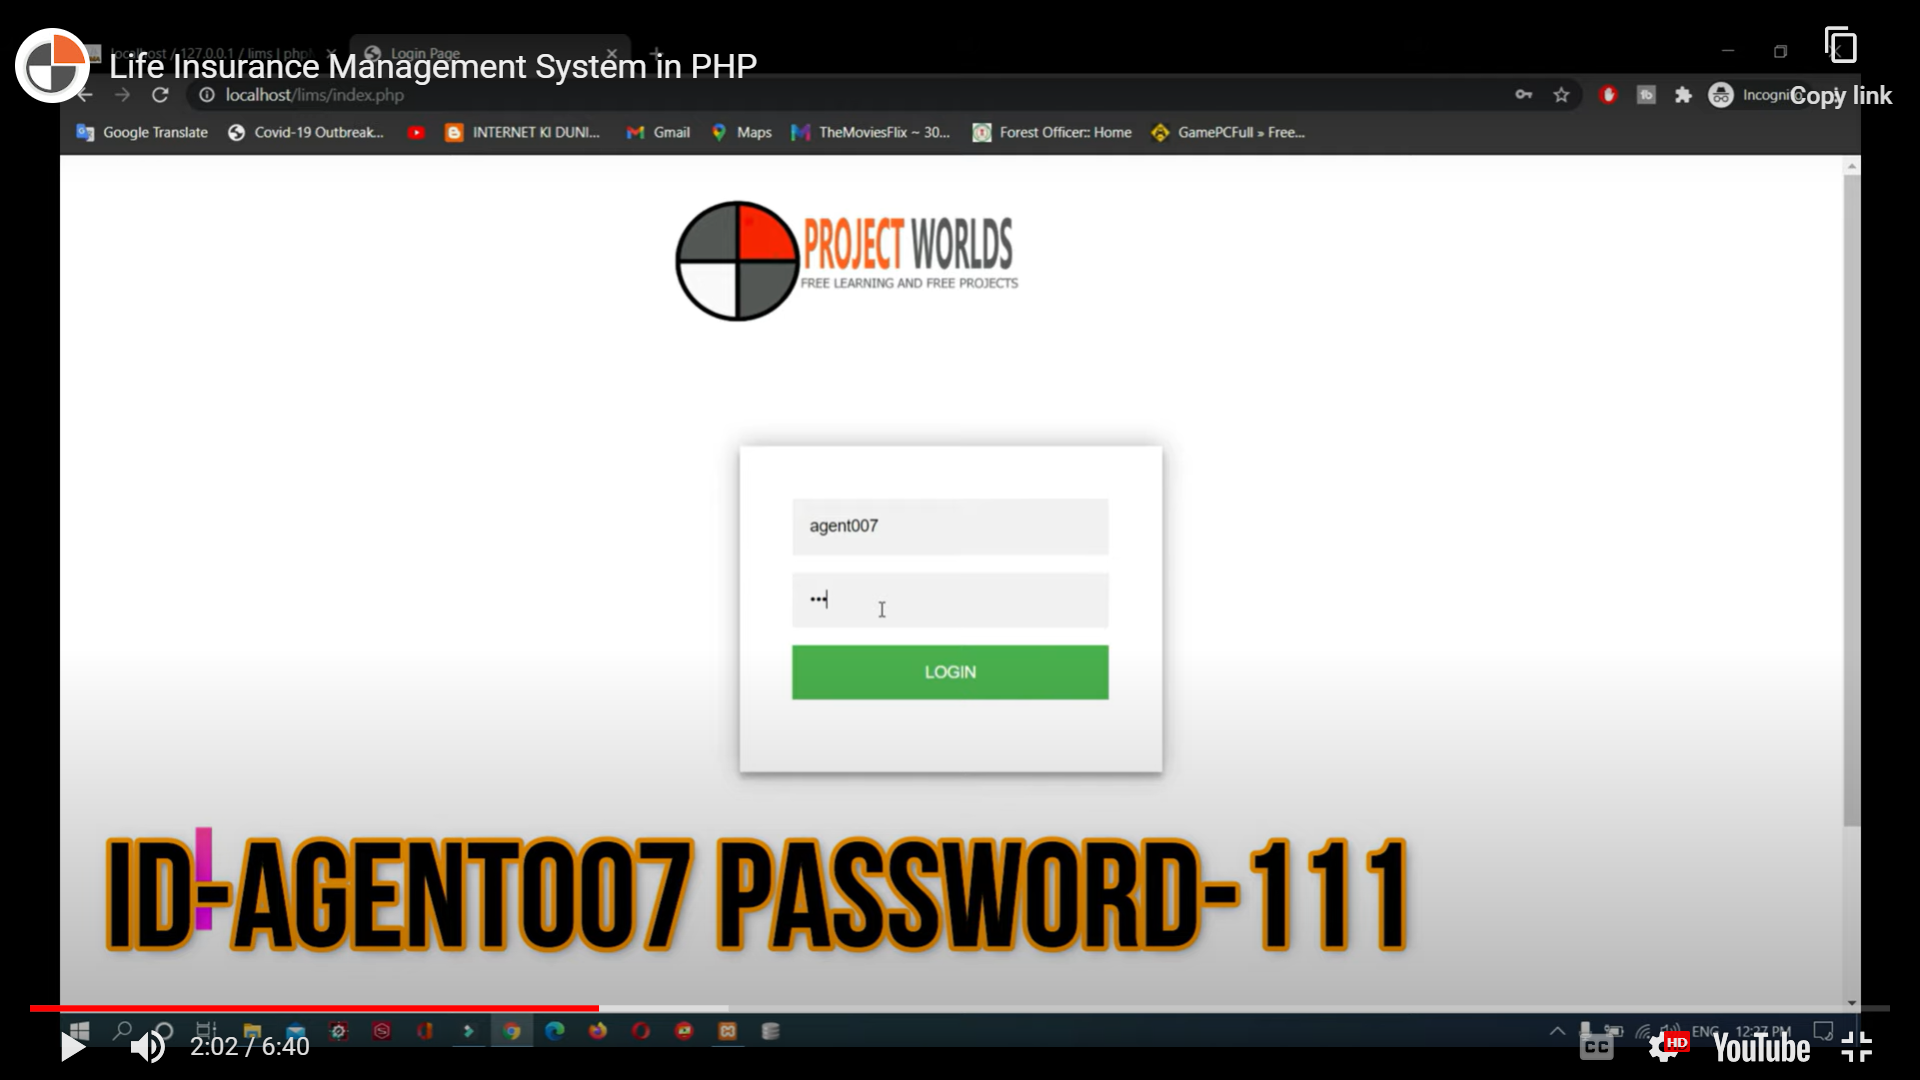 localhost / 127.0.0.1 / lims | php
Login Page
Life Insurance Management System in PHP
localhost/lims/index.php
Incognito
Copy link
Google Translate
Covid-19 Outbreak...
INTERNET KI DUNI...
Gmail
Maps
TheMoviesFlix ~ 30...
Forest Officer:: Home
GamePCFull » Free...
PROJECT WORLDS
FREE LEARNING AND FREE PROJECTS
agent007
•••
LOGIN
ID-AGENT007 PASSWORD-111
ENG
12:27 PM
2:02 / 6:40
CC
HD
YouTube